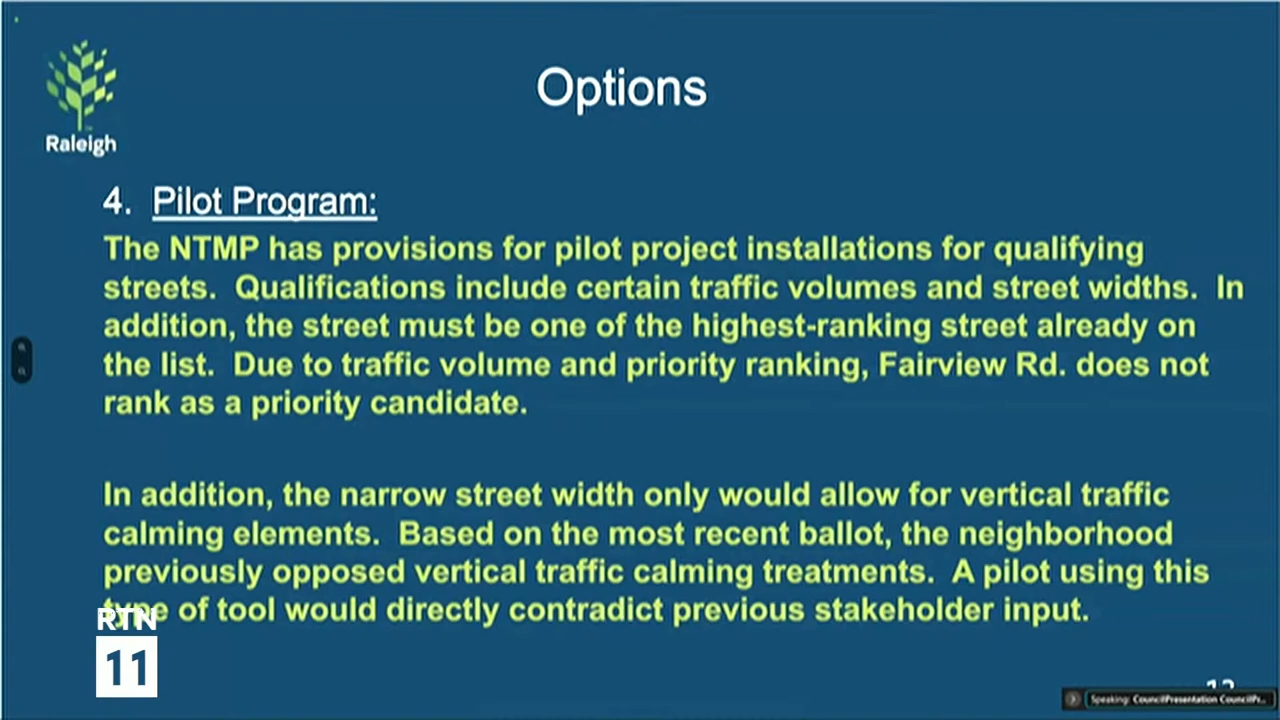 Raleigh
Options
4. Pilot Program:
The NTMP has provisions for pilot project installations for qualifying
streets. Qualifications include certain traffic volumes and street widths. In
addition, the street must be one of the highest-ranking street already on
the list. Due to traffic volume and priority ranking, Fairview Rd. does not
rank as a priority candidate.
In addition, the narrow street width only would allow for vertical traffic
calming elements. Based on the most recent ballot, the neighborhood
previously opposed vertical traffic calming treatments. A pilot using this
type of tool would directly contradict previous stakeholder input.
RTN
11
Speaking: CouncilPresentation CouncilPr...